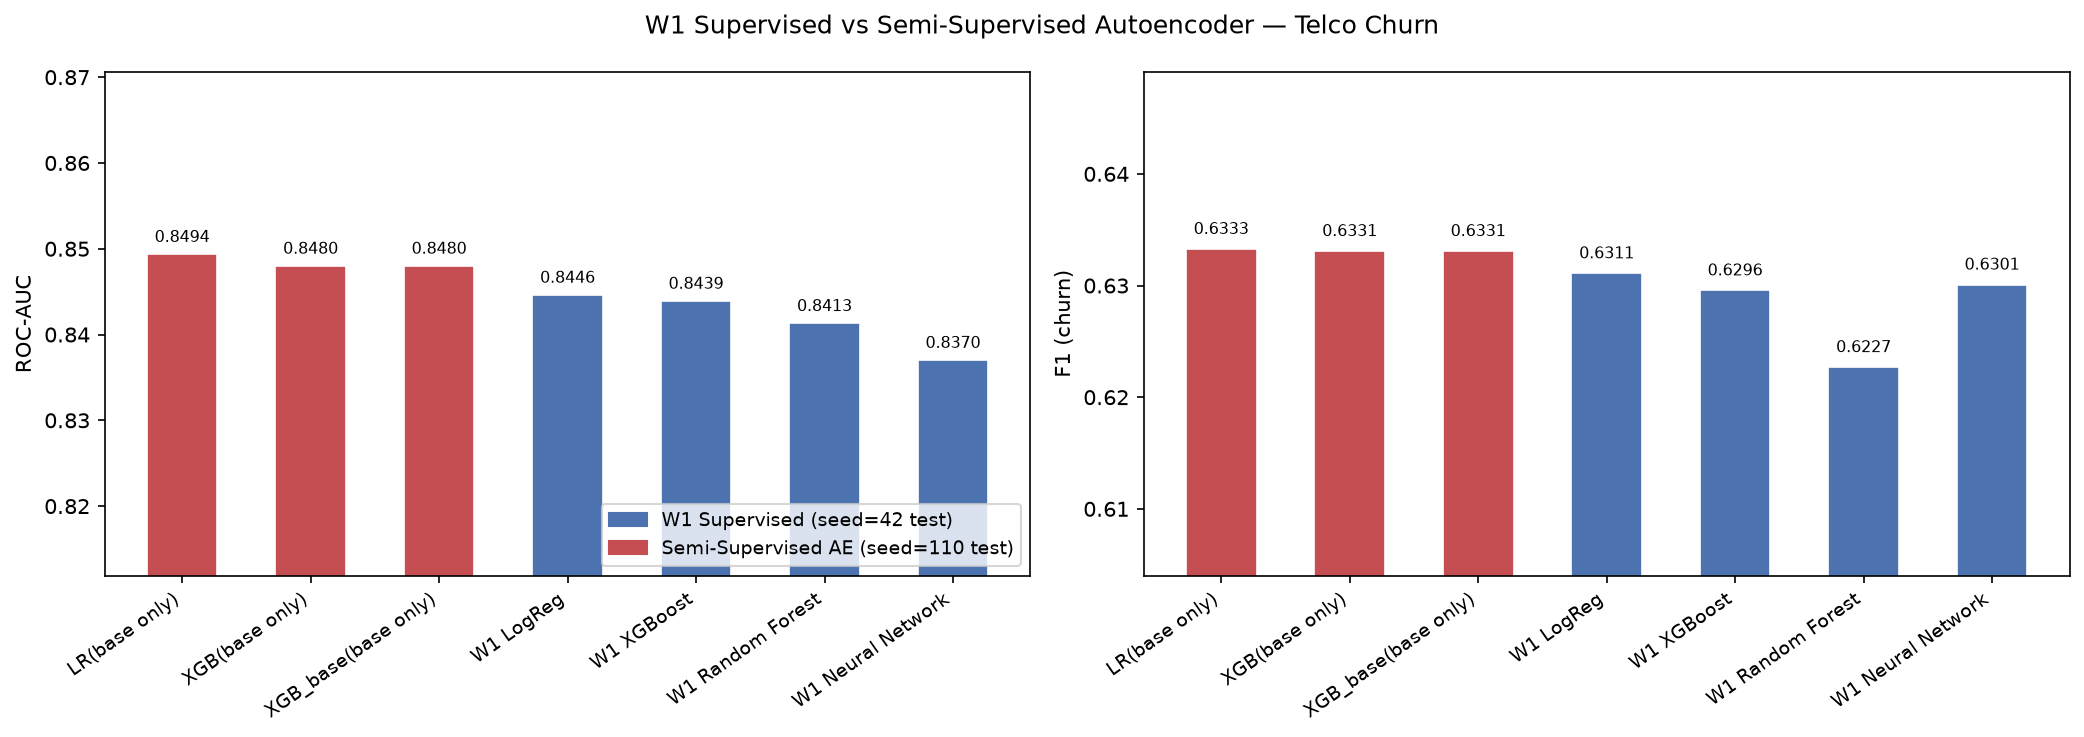 W1 Supervised vs Semi-Supervised Autoencoder — Telco Churn
ROC-AUC
0.87
0.86
0.85
0.84
0.83
0.82
0.8494
0.8480
0.8480
0.8446
0.8439
0.8413
0.8370
W1 Supervised (seed=42 test)
Semi-Supervised AE (seed=110 test)
LR(base only)
XGB(base only)
XGB_base(base only)
W1 LogReg
W1 XGBoost
W1 Random Forest
W1 Neural Network
F1 (churn)
0.64
0.63
0.62
0.61
0.6333
0.6331
0.6331
0.6311
0.6296
0.6227
0.6301
LR(base only)
XGB(base only)
XGB_base(base only)
W1 LogReg
W1 XGBoost
W1 Random Forest
W1 Neural Network